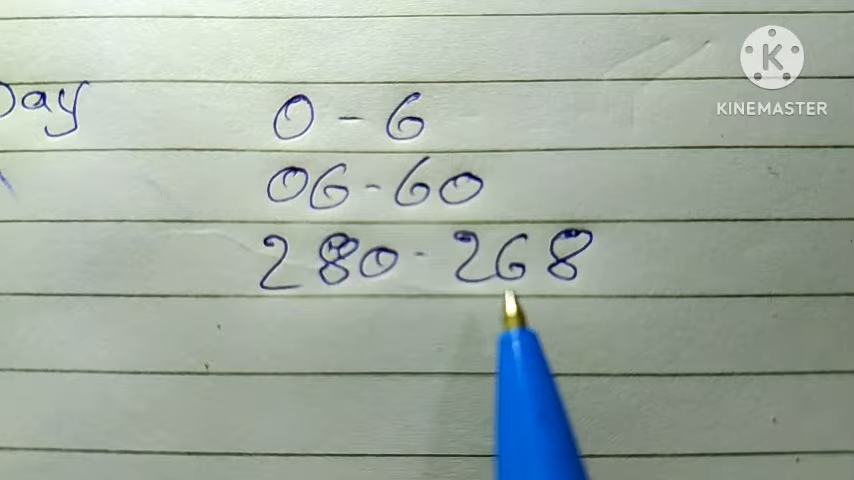 Day 0 - 6
06 - 60
280 - 268
K
KINEMASTER